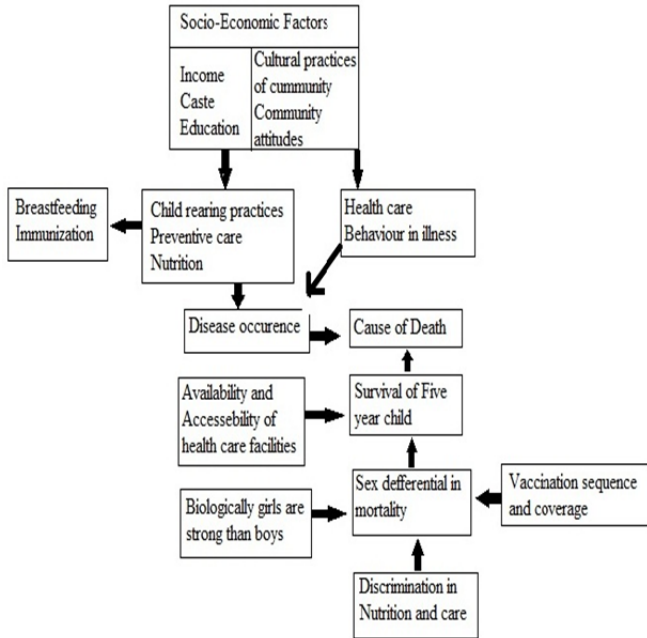 Socio-Economic Factors
Income
Caste
Education
Cultural practices
of cummunity
Community
attitudes
Breastfeeding
Immunization
Child rearing practices
Preventive care
Nutrition
Health care
Behaviour in illness
Disease occurence
Cause of Death
Availability and
Accessebility of
health care facilities
Survival of Five
year child
Biologically girls are
strong than boys
Sex defferential in
mortality
Vaccination sequence
and coverage
Discrimination in
Nutrition and care